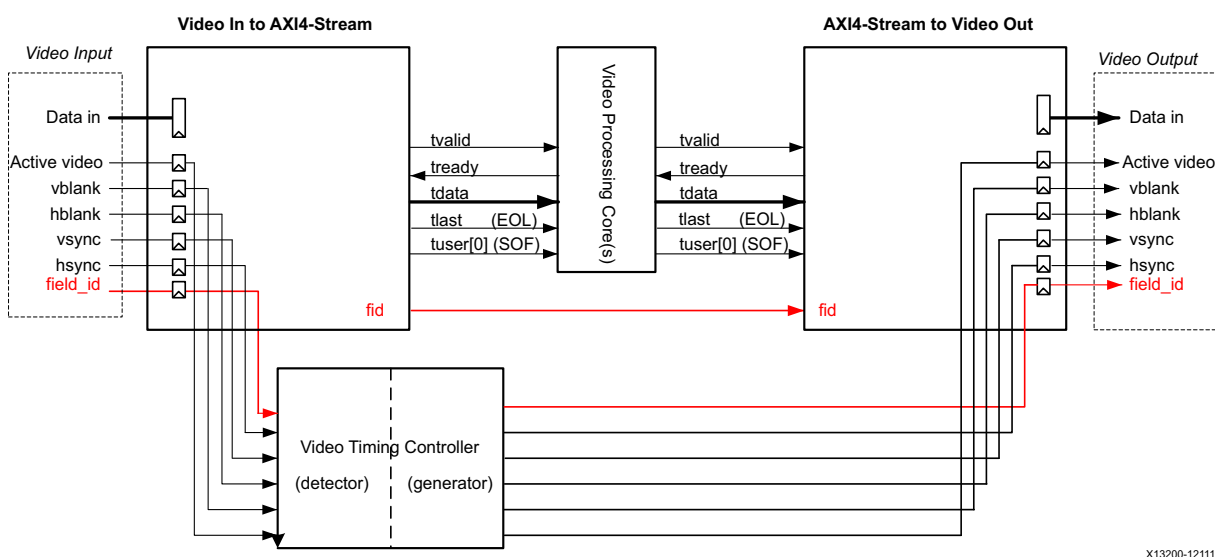 Video In to AXI4-Stream
AXI4-Stream to Video Out
Video Input
Video Output
Data in
Active video
vblank
hblank
vsync
hsync
field_id
tvalid
tready
tdata
tlast (EOL)
tuser[0] (SOF)
fid
Video Processing Core(s)
tvalid
tready
tdata
tlast (EOL)
tuser[0] (SOF)
fid
Data in
Active video
vblank
hblank
vsync
hsync
field_id
Video Timing Controller
(detector)
(generator)
X13200-12111